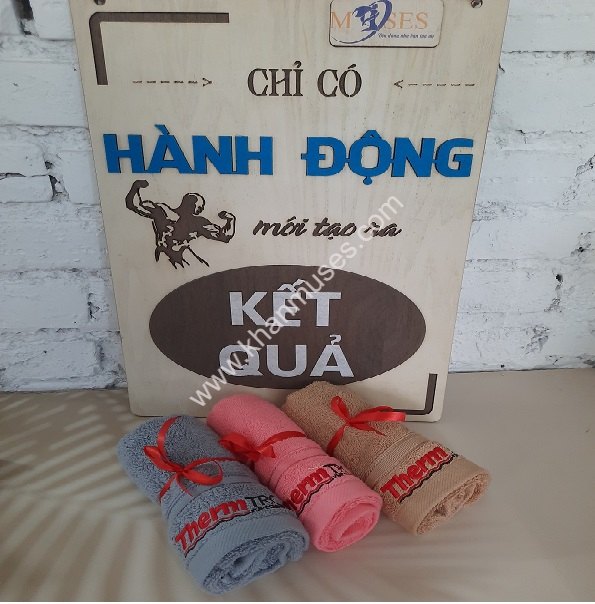 MUSES
CHỈ CÓ
HÀNH ĐỘNG
mới tạo ra
KẾT
QUẢ
www.khanmuses.com
Therm
Therm
Therm